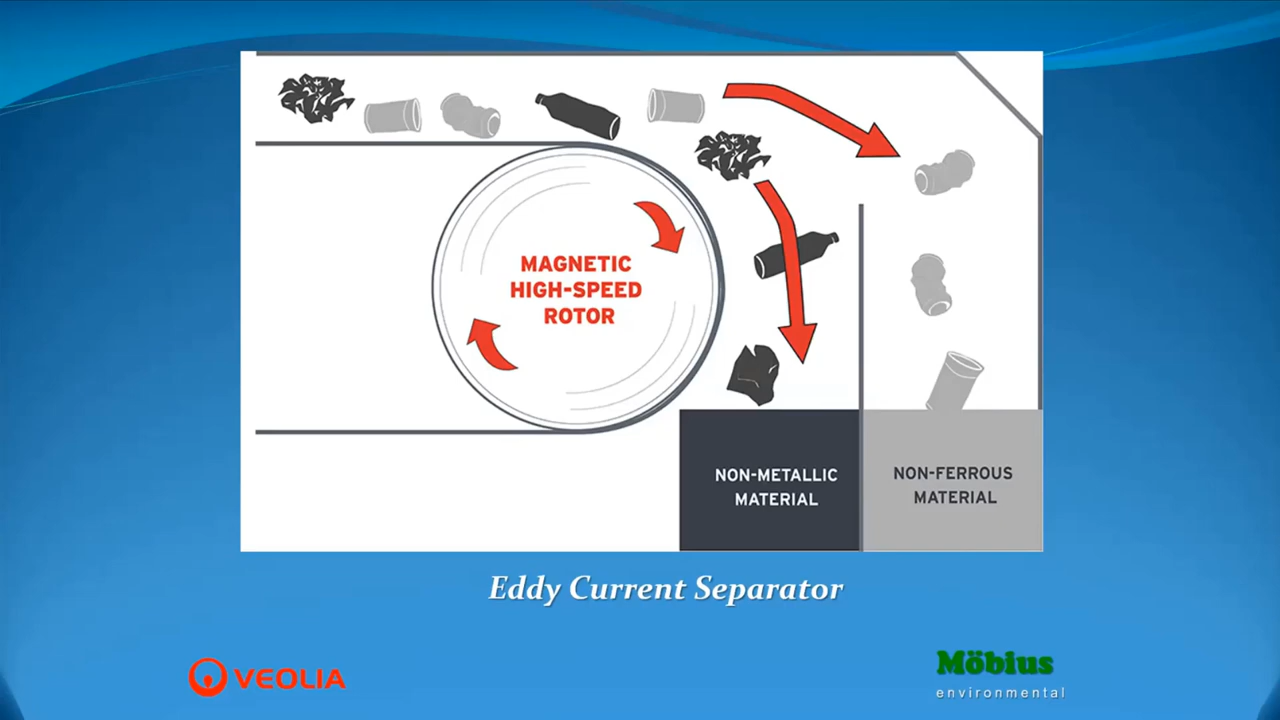 MAGNETIC
HIGH-SPEED
ROTOR
NON-METALLIC
MATERIAL
NON-FERROUS
MATERIAL
Eddy Current Separator
VEOLIA
Möbius
environmental